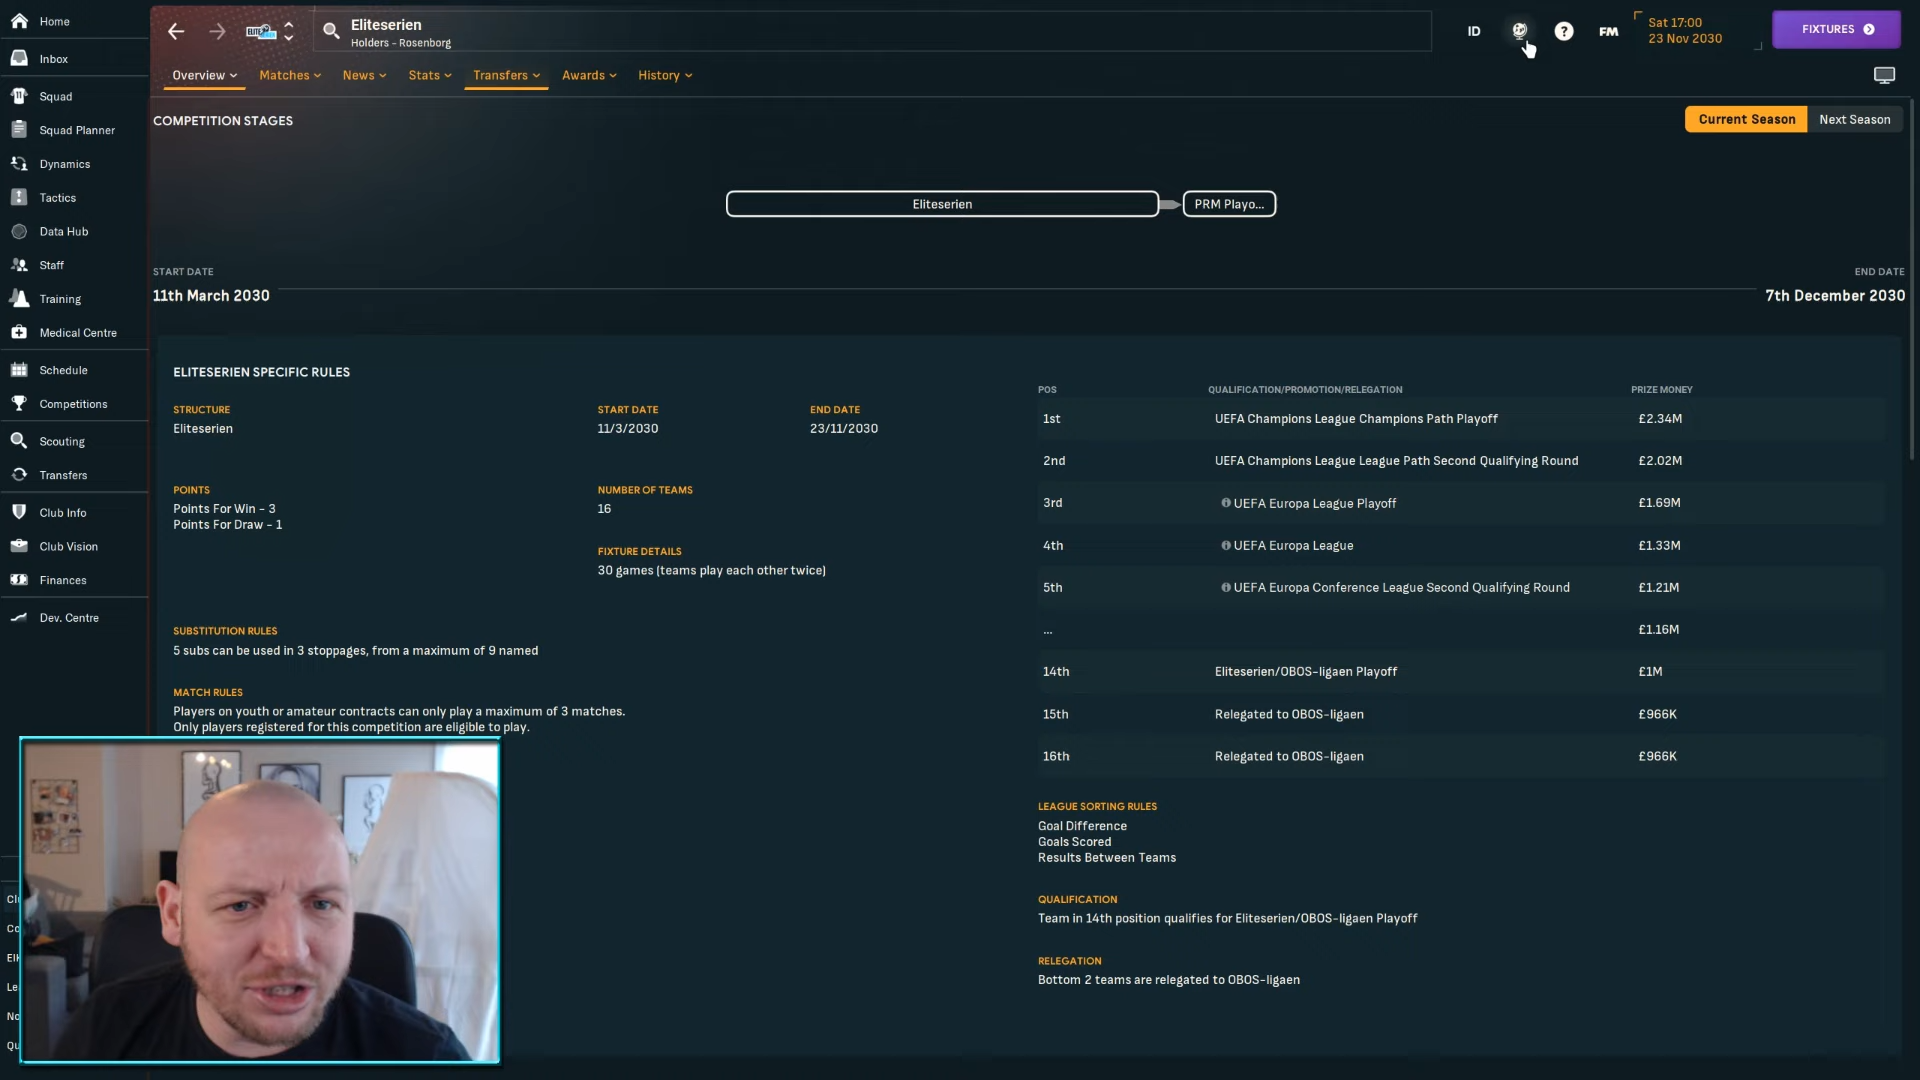 Home
Inbox
Squad
Squad Planner
Dynamics
Tactics
Data Hub
Staff
Training
Medical Centre
Schedule
Competitions
Scouting
Transfers
Club Info
Club Vision
Finances
Dev. Centre
Eliteserien
Holders - Rosenborg
ID
?
FM
Sat 17:00
23 Nov 2030
FIXTURES
Overview
Matches
News
Stats
Transfers
Awards
History
COMPETITION STAGES
Current Season
Next Season
Eliteserien
PRM Playo...
START DATE
11th March 2030
END DATE
7th December 2030
ELITESERIEN SPECIFIC RULES
STRUCTURE
Eliteserien
START DATE
11/3/2030
END DATE
23/11/2030
POINTS
Points For Win - 3
Points For Draw - 1
NUMBER OF TEAMS
16
FIXTURE DETAILS
30 games (teams play each other twice)
SUBSTITUTION RULES
5 subs can be used in 3 stoppages, from a maximum of 9 named
MATCH RULES
Players on youth or amateur contracts can only play a maximum of 3 matches.
Only players registered for this competition are eligible to play.
POS QUALIFICATION/PROMOTION/RELEGATION PRIZE MONEY
1st UEFA Champions League Champions Path Playoff £2.34M
2nd UEFA Champions League League Path Second Qualifying Round £2.02M
3rd UEFA Europa League Playoff £1.69M
4th UEFA Europa League £1.33M
5th UEFA Europa Conference League Second Qualifying Round £1.21M
... £1.16M
14th Eliteserien/OBOS-ligaen Playoff £1M
15th Relegated to OBOS-ligaen £966K
16th Relegated to OBOS-ligaen £966K
LEAGUE SORTING RULES
Goal Difference
Goals Scored
Results Between Teams
QUALIFICATION
Team in 14th position qualifies for Eliteserien/OBOS-ligaen Playoff
RELEGATION
Bottom 2 teams are relegated to OBOS-ligaen